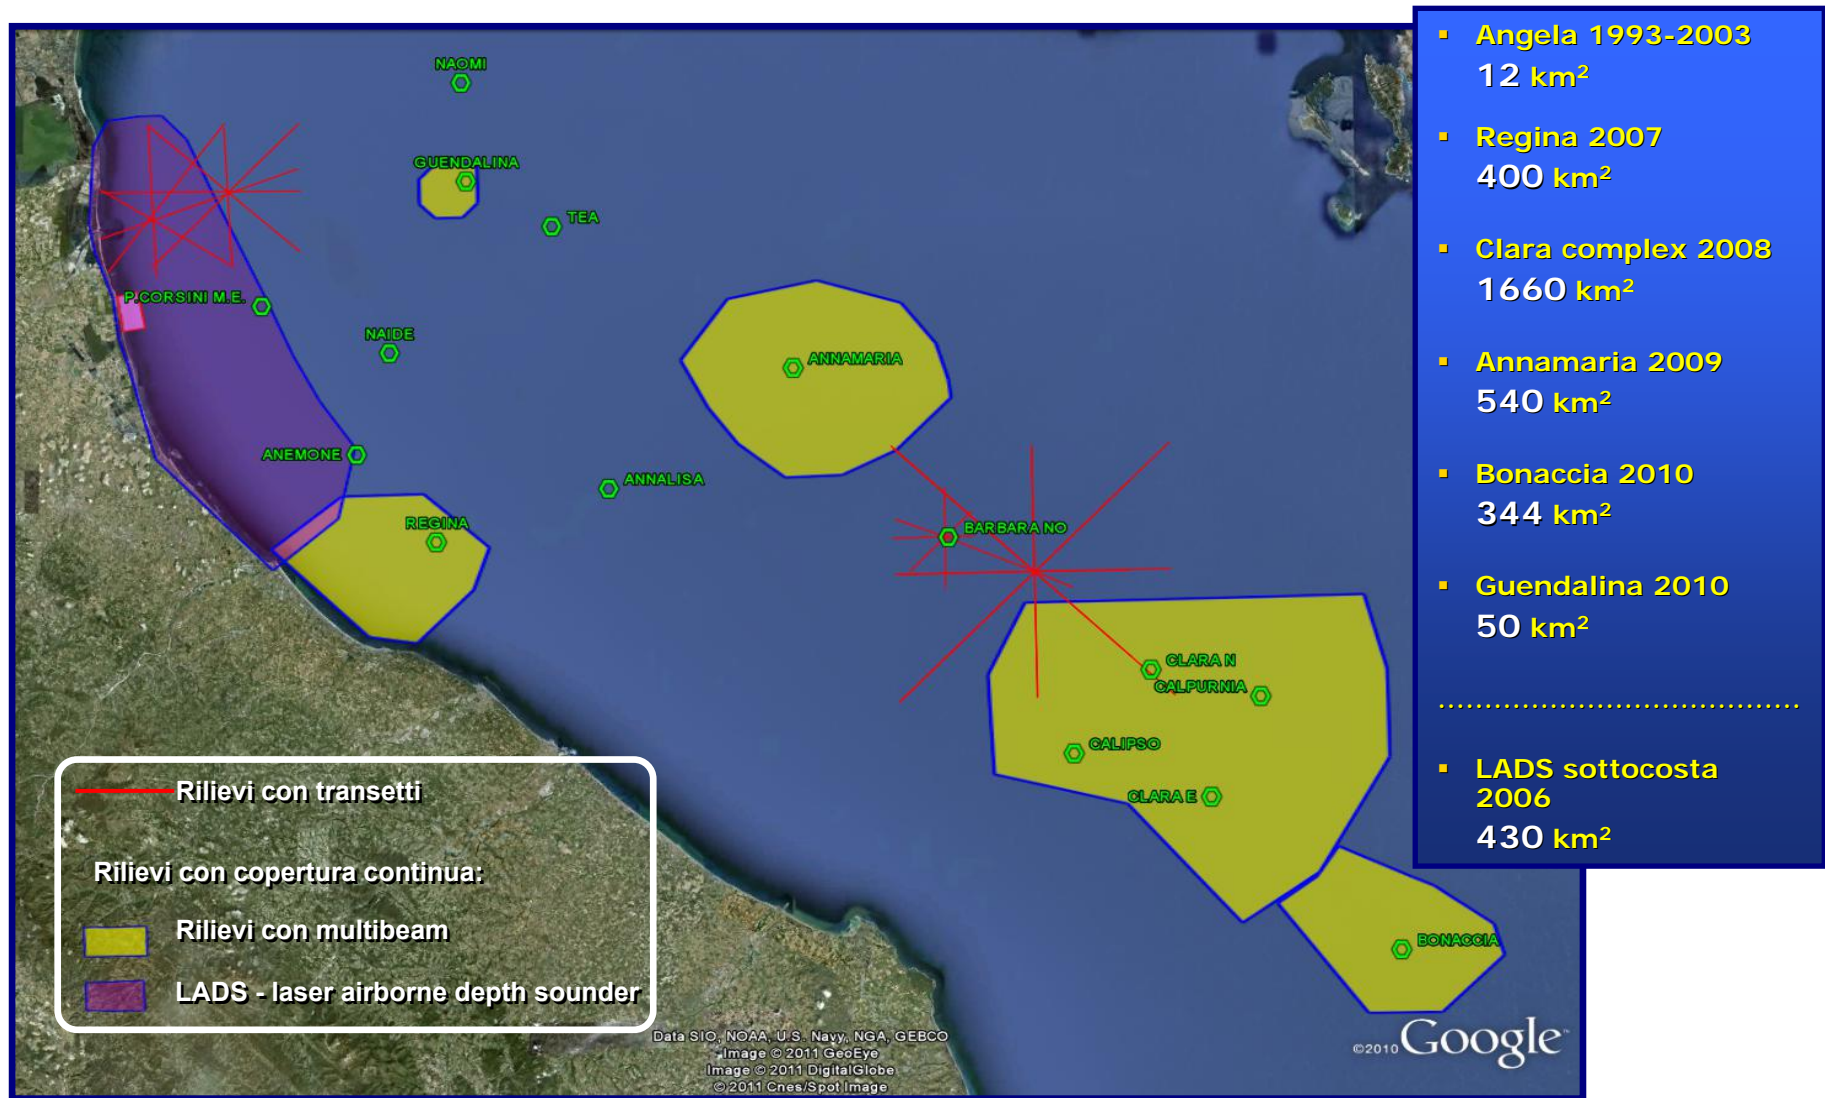 NAOMI
GUENDALINA
TEA
P.CORSINI M.E.
NAIDE
ANNAMARIA
ANEMONE
ANNALISA
REGINA
BARBARA NO
CLARA N
CALPURNIA
CALIPSO
CLARA E
BONACCIA
Rilievi con transetti
Rilievi con copertura continua:
Rilievi con multibeam
LADS - laser airborne depth sounder
Data SIO, NOAA, U.S. Navy, NGA, GEBCO
Image © 2011 GeoEye
Image © 2011 DigitalGlobe
© 2011 Cnes/Spot Image
©2010 Google
▪ Angela 1993-2003
12 km²
▪ Regina 2007
400 km²
▪ Clara complex 2008
1660 km²
▪ Annamaria 2009
540 km²
▪ Bonaccia 2010
344 km²
▪ Guendalina 2010
50 km²
......................................
▪ LADS sottocosta
2006
430 km²